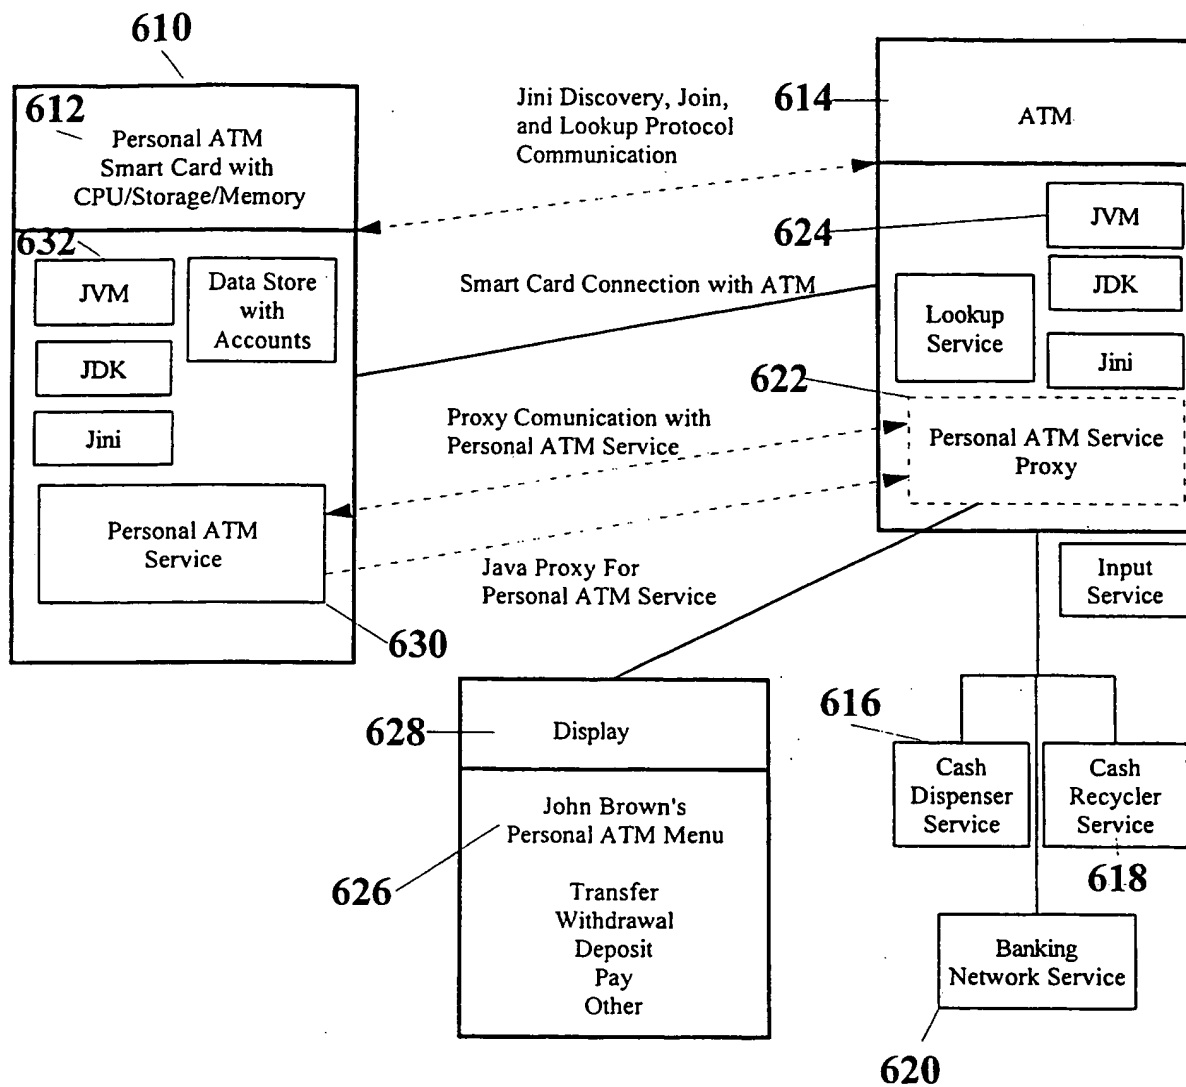 610
612
Personal ATM
Smart Card with
CPU/Storage/Memory
632
JVM
Data Store
with
Accounts
JDK
Jini
Personal ATM
Service
630
Jini Discovery, Join,
and Lookup Protocol
Communication
Smart Card Connection with ATM
Proxy Comunication with
Personal ATM Service
Java Proxy For
Personal ATM Service
614
ATM
624
JVM
JDK
Lookup
Service
Jini
622
Personal ATM Service
Proxy
Input
Service
628
Display
John Brown's
Personal ATM Menu
626
Transfer
Withdrawal
Deposit
Pay
Other
616
Cash
Dispenser
Service
Cash
Recycler
Service
618
Banking
Network Service
620